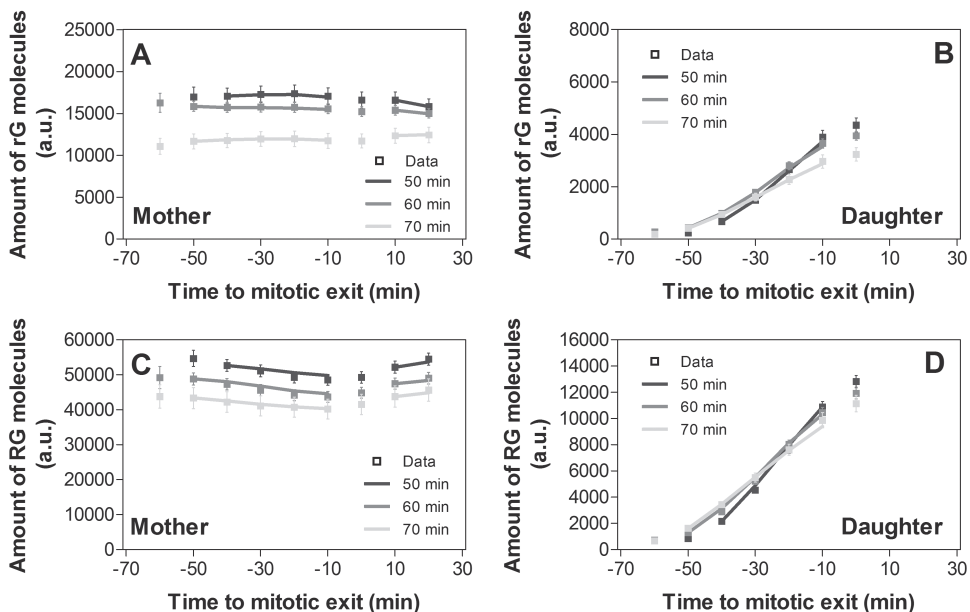 A
Amount of rG molecules
(a.u.)
25000
20000
15000
10000
5000
0
Data
50 min
60 min
70 min
Mother
-70 -50 -30 -10 10 30
Time to mitotic exit (min)
B
Amount of rG molecules
(a.u.)
8000
6000
4000
2000
0
Data
50 min
60 min
70 min
Daughter
-70 -50 -30 -10 10 30
Time to mitotic exit (min)
C
Amount of RG molecules
(a.u.)
60000
50000
40000
30000
20000
10000
0
Data
50 min
60 min
70 min
Mother
-70 -50 -30 -10 10 30
Time to mitotic exit (min)
D
Amount of RG molecules
(a.u.)
16000
14000
12000
10000
8000
6000
4000
2000
0
Data
50 min
60 min
70 min
Daughter
-70 -50 -30 -10 10 30
Time to mitotic exit (min)